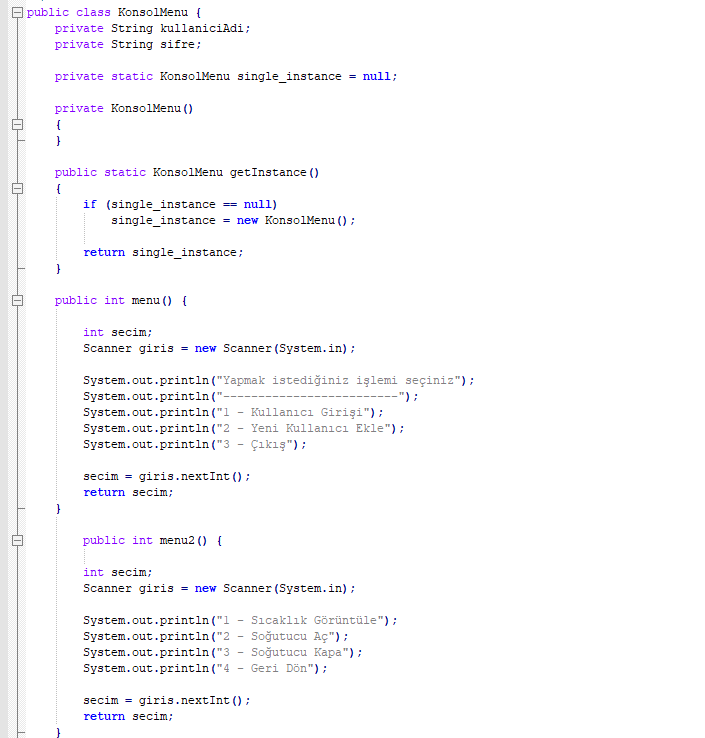 public class KonsolMenu {
private String kullaniciAdi;
private String sifre;
private static KonsolMenu single_instance = null;
private KonsolMenu()
{
}
public static KonsolMenu getInstance()
{
if (single_instance == null)
single_instance = new KonsolMenu();
return single_instance;
}
public int menu() {
int secim;
Scanner giris = new Scanner(System.in);
System.out.println("Yapmak istediğiniz işlemi seçiniz");
System.out.println("-------------------------");
System.out.println("1 - Kullanıcı Girişi");
System.out.println("2 - Yeni Kullanıcı Ekle");
System.out.println("3 - Çıkış");
secim = giris.nextInt();
return secim;
}
public int menu2() {
int secim;
Scanner giris = new Scanner(System.in);
System.out.println("1 - Sıcaklık Görüntüle");
System.out.println("2 - Soğutucu Aç");
System.out.println("3 - Soğutucu Kapa");
System.out.println("4 - Geri Dön");
secim = giris.nextInt();
return secim;
}